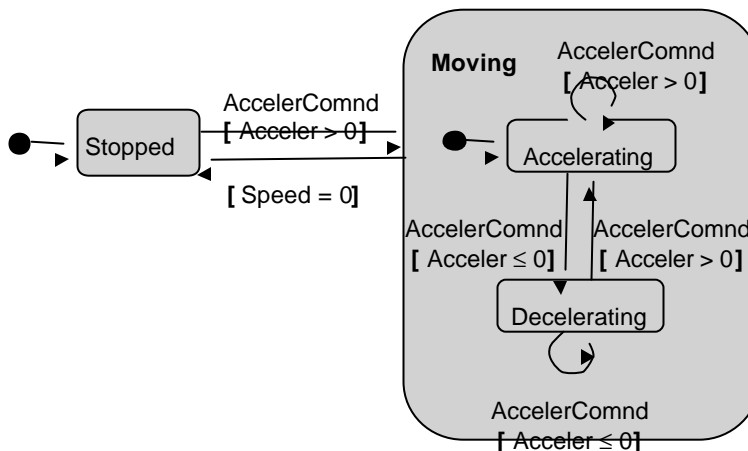 Moving
AccelerComnd
[ Acceler > 0]
AccelerComnd
[ Acceler > 0]
Stopped
Accelerating
[ Speed = 0]
AccelerComnd
[ Acceler ≤ 0]
AccelerComnd
[ Acceler > 0]
Decelerating
AccelerComnd
[ Acceler ≤ 0]